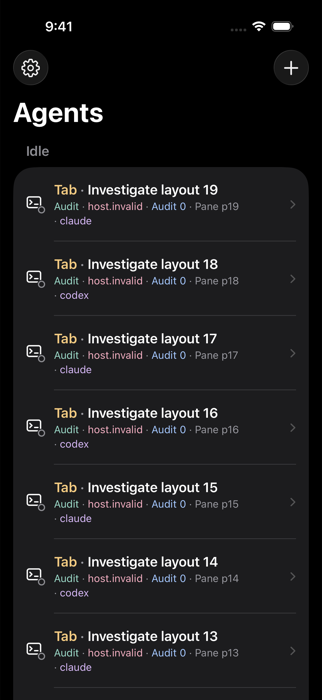 9:41
Agents
Idle
Tab · Investigate layout 19
Audit · host.invalid · Audit 0 · Pane p19
· claude
Tab · Investigate layout 18
Audit · host.invalid · Audit 0 · Pane p18
· codex
Tab · Investigate layout 17
Audit · host.invalid · Audit 0 · Pane p17
· claude
Tab · Investigate layout 16
Audit · host.invalid · Audit 0 · Pane p16
· codex
Tab · Investigate layout 15
Audit · host.invalid · Audit 0 · Pane p15
· claude
Tab · Investigate layout 14
Audit · host.invalid · Audit 0 · Pane p14
· codex
Tab · Investigate layout 13
Audit · host.invalid · Audit 0 · Pane p13
· claude